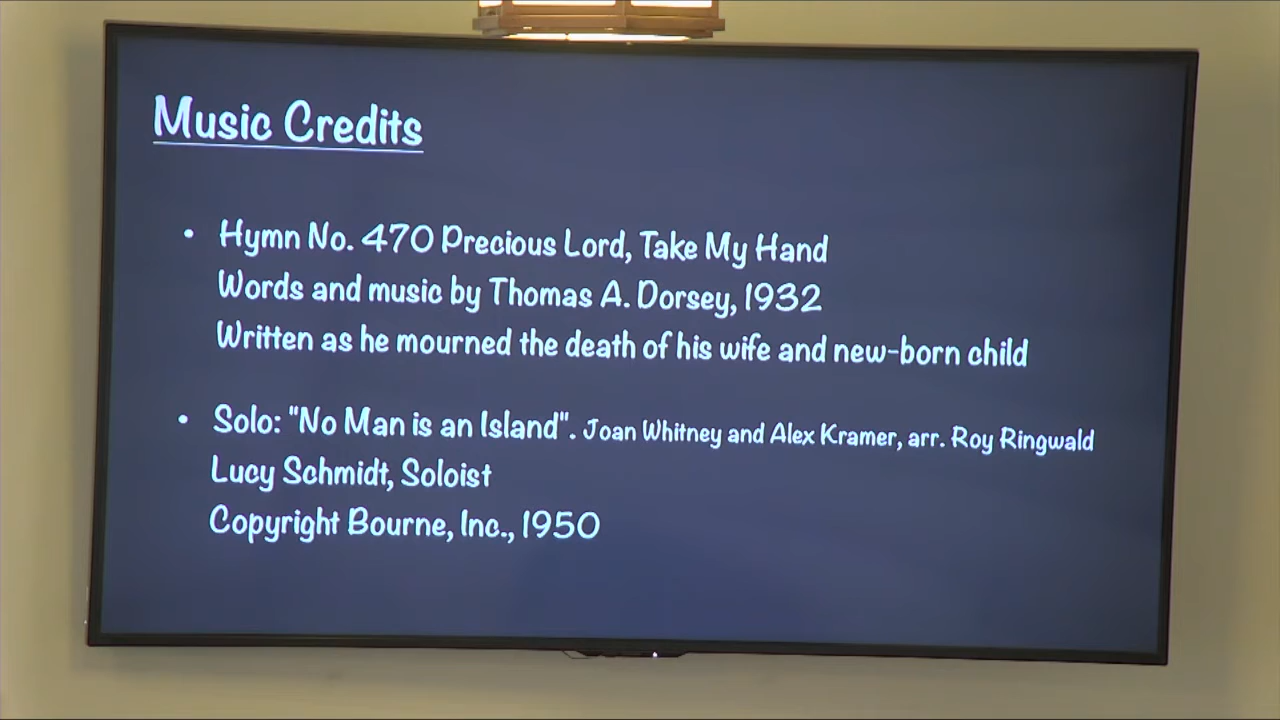 Music Credits
• Hymn No. 470 Precious Lord, Take My Hand
Words and music by Thomas A. Dorsey, 1932
Written as he mourned the death of his wife and new-born child
• Solo: "No Man is an Island". Joan Whitney and Alex Kramer, arr. Roy Ringwald
Lucy Schmidt, Soloist
Copyright Bourne, Inc., 1950